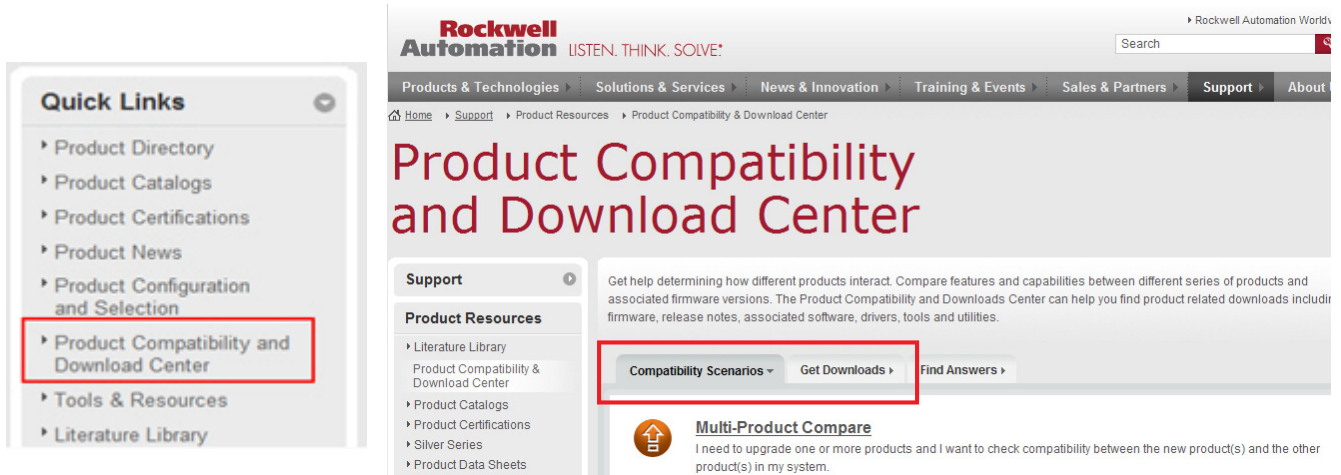 Quick Links
Product Directory
Product Catalogs
Product Certifications
Product News
Product Configuration
and Selection
Product Compatibility and
Download Center
Tools & Resources
Literature Library
Rockwell
Automation LISTEN. THINK. SOLVE.®
Rockwell Automation
Search
Products & Technologies Solutions & Services News & Innovation Training & Events Sales & Partners Support About
Home Support Product Resources Product Compatibility & Download Center
Product Compatibility
and Download Center
Support
Product Resources
Literature Library
Product Compatibility &
Download Center
Product Catalogs
Product Certifications
Silver Series
Product Data Sheets
Get help determining how different products interact. Compare features and capabilities between different series of products and
associated firmware versions. The Product Compatibility and Downloads Center can help you find product related downloads
firmware, release notes, associated software, drivers, tools and utilities.
Compatibility Scenarios Get Downloads Find Answers
Multi-Product Compare
I need to upgrade one or more products and I want to check compatibility between the new product(s) and the other
product(s) in my system.